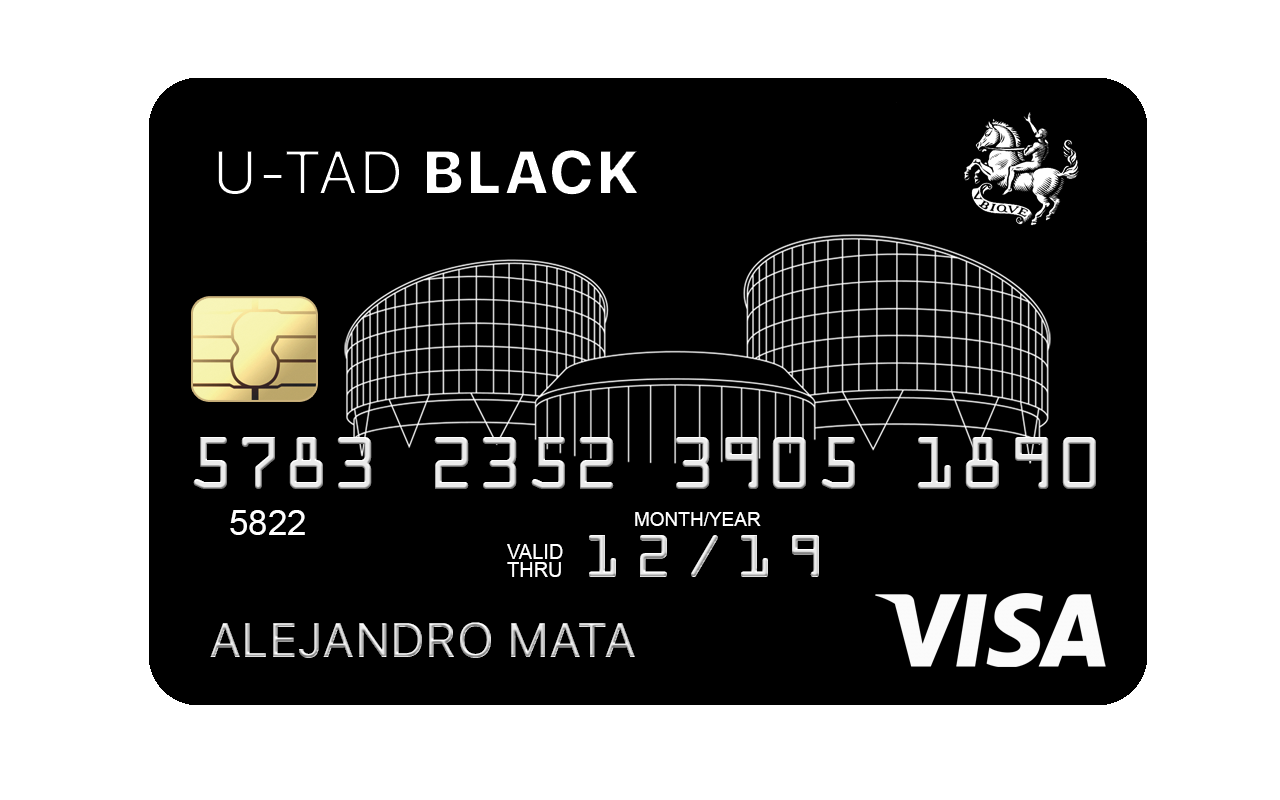 U-TAD BLACK
VBIQVE
5783 2352 3905 1890
5822
MONTH/YEAR
VALID THRU 12/19
ALEJANDRO MATA
VISA